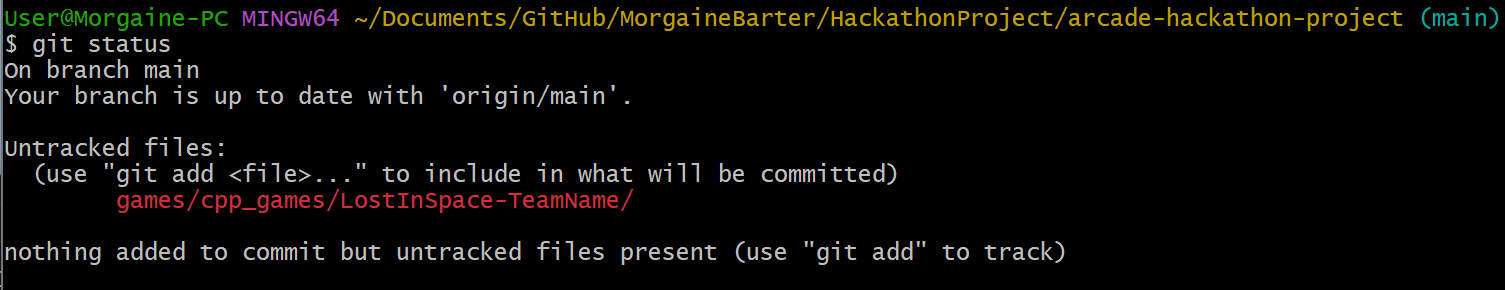 User@Morgaine-PC MINGW64 ~/Documents/GitHub/MorgaineBarter/HackathonProject/arcade-hackathon-project (main)
$ git status
On branch main
Your branch is up to date with 'origin/main'.

Untracked files:
  (use "git add <file>..." to include in what will be committed)
        games/cpp_games/LostInSpace-TeamName/

nothing added to commit but untracked files present (use "git add" to track)